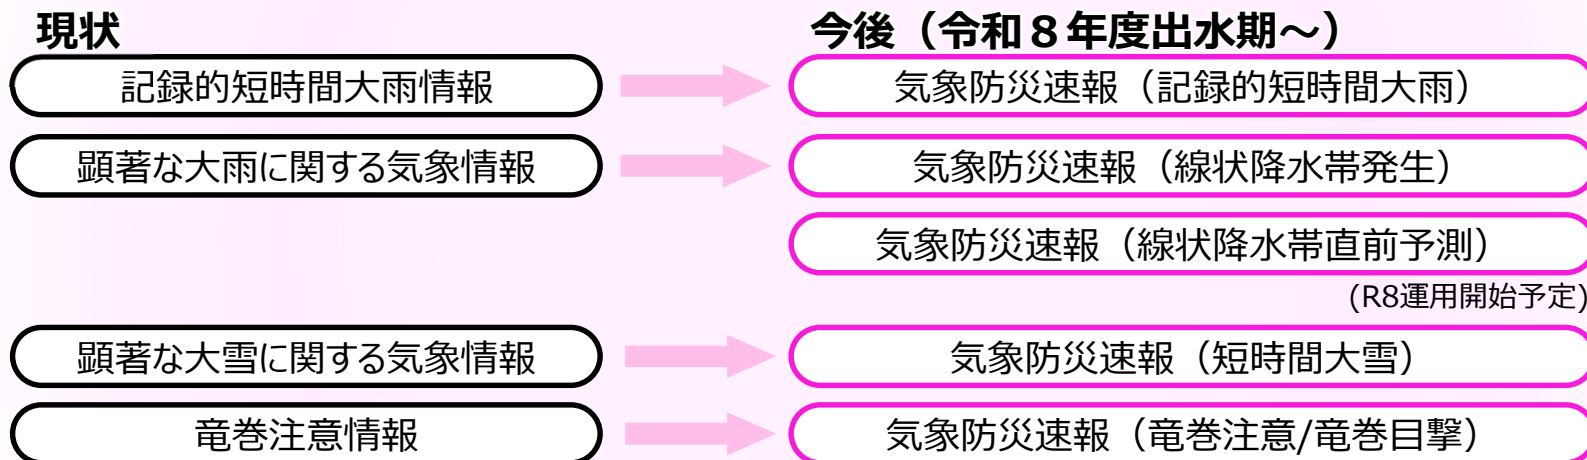 現状
今後（令和８年度出水期～）
記録的短時間大雨情報
気象防災速報（記録的短時間大雨）
顕著な大雨に関する気象情報
気象防災速報（線状降水帯発生）
気象防災速報（線状降水帯直前予測）
(R8運用開始予定)
顕著な大雪に関する気象情報
気象防災速報（短時間大雪）
竜巻注意情報
気象防災速報（竜巻注意/竜巻目撃）